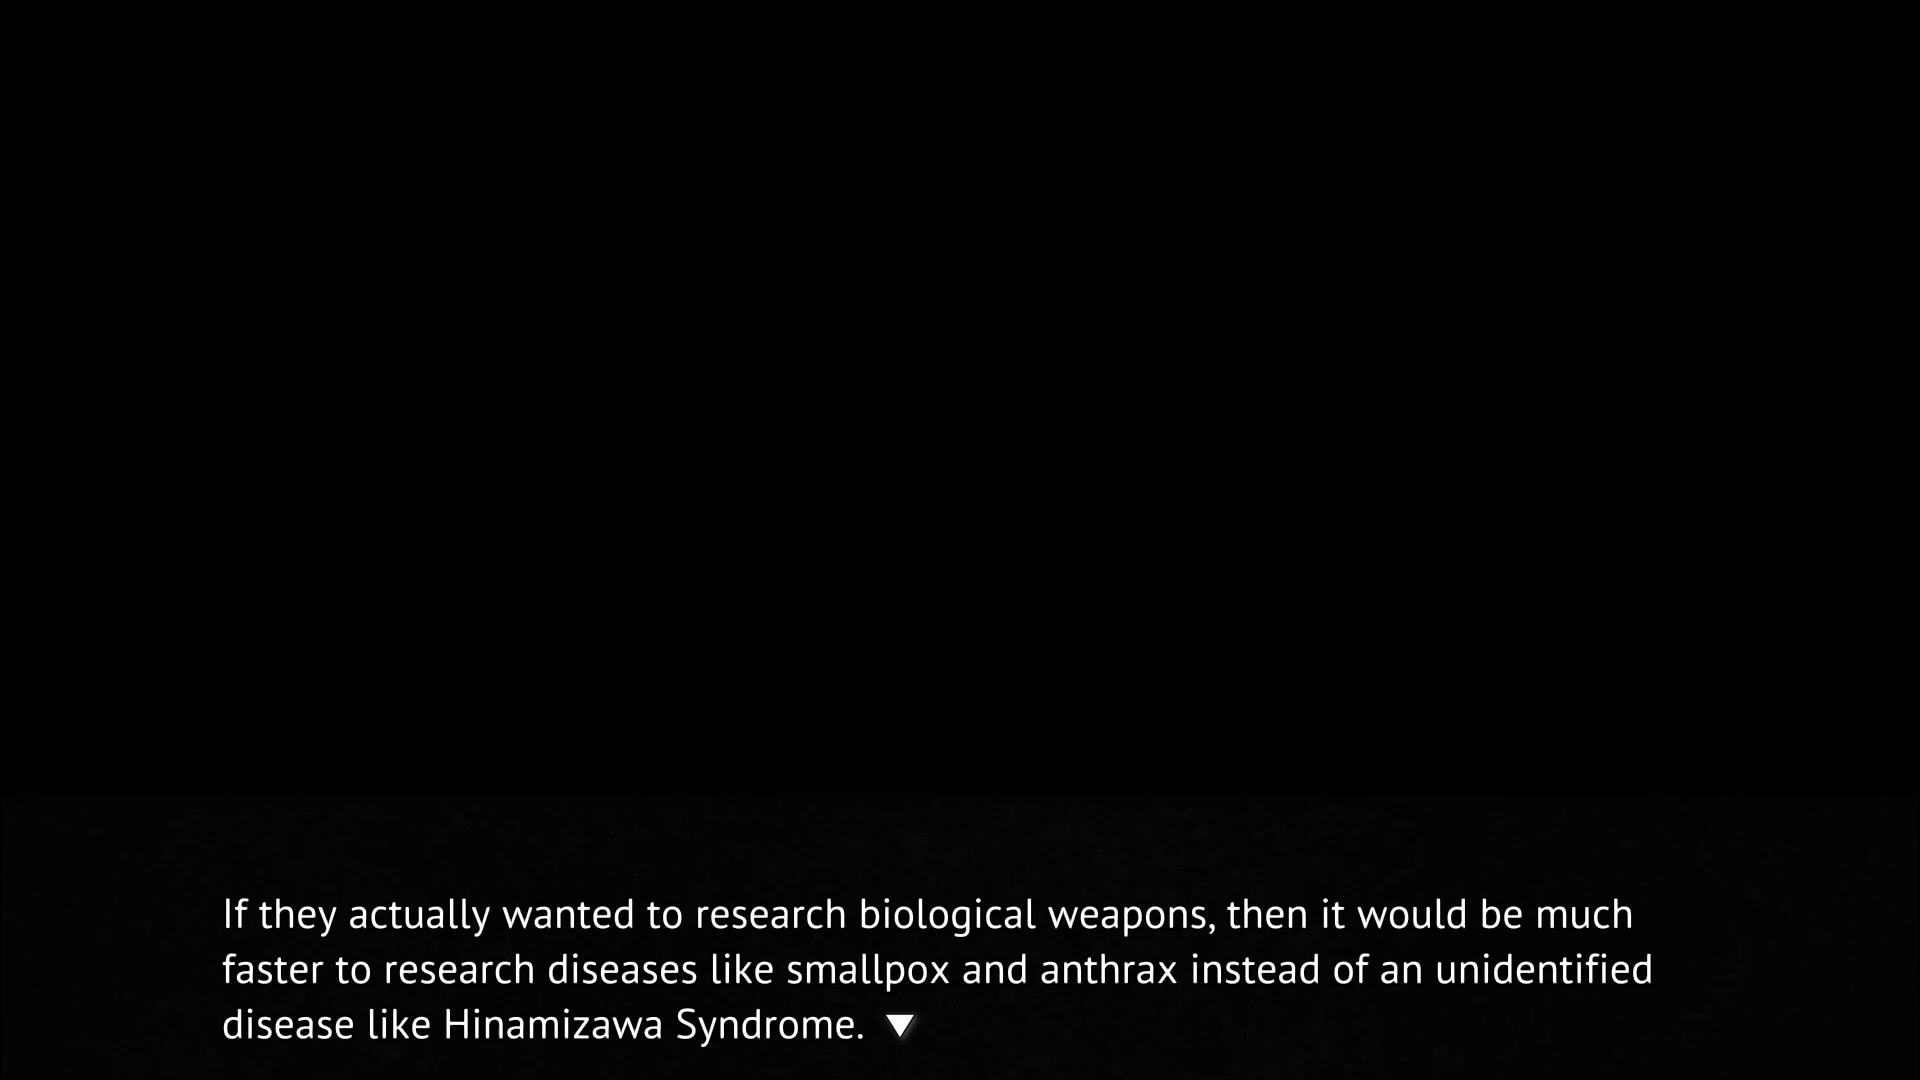 If they actually wanted to research biological weapons, then it would be much
faster to research diseases like smallpox and anthrax instead of an unidentified
disease like Hinamizawa Syndrome.